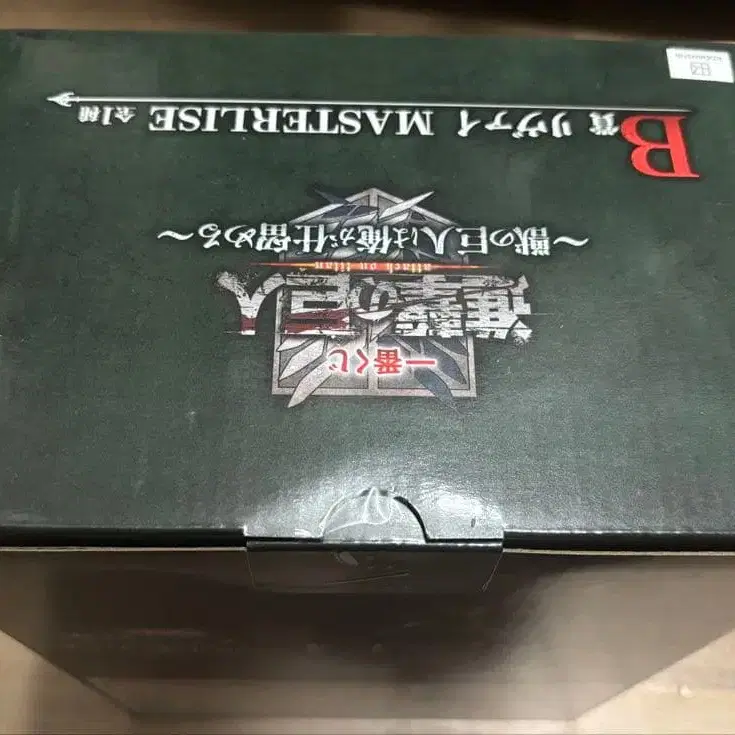 一番くじ
進撃の巨人
attack on titan
～獣の巨人は俺が仕留める～
B賞 リヴァイ MASTERLISE 全1種